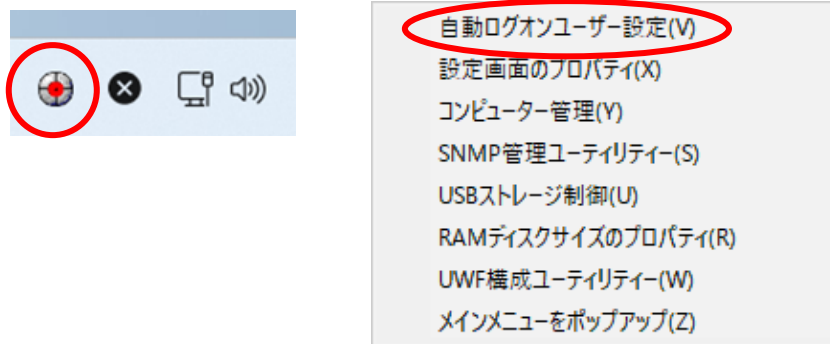 自動ログオンユーザー設定(V)
設定画面のプロパティ(X)
コンピューター管理(Y)
SNMP管理ユーティリティー(S)
USBストレージ制御(U)
RAMディスクサイズのプロパティ(R)
UWF構成ユーティリティー(W)
メインメニューをポップアップ(Z)